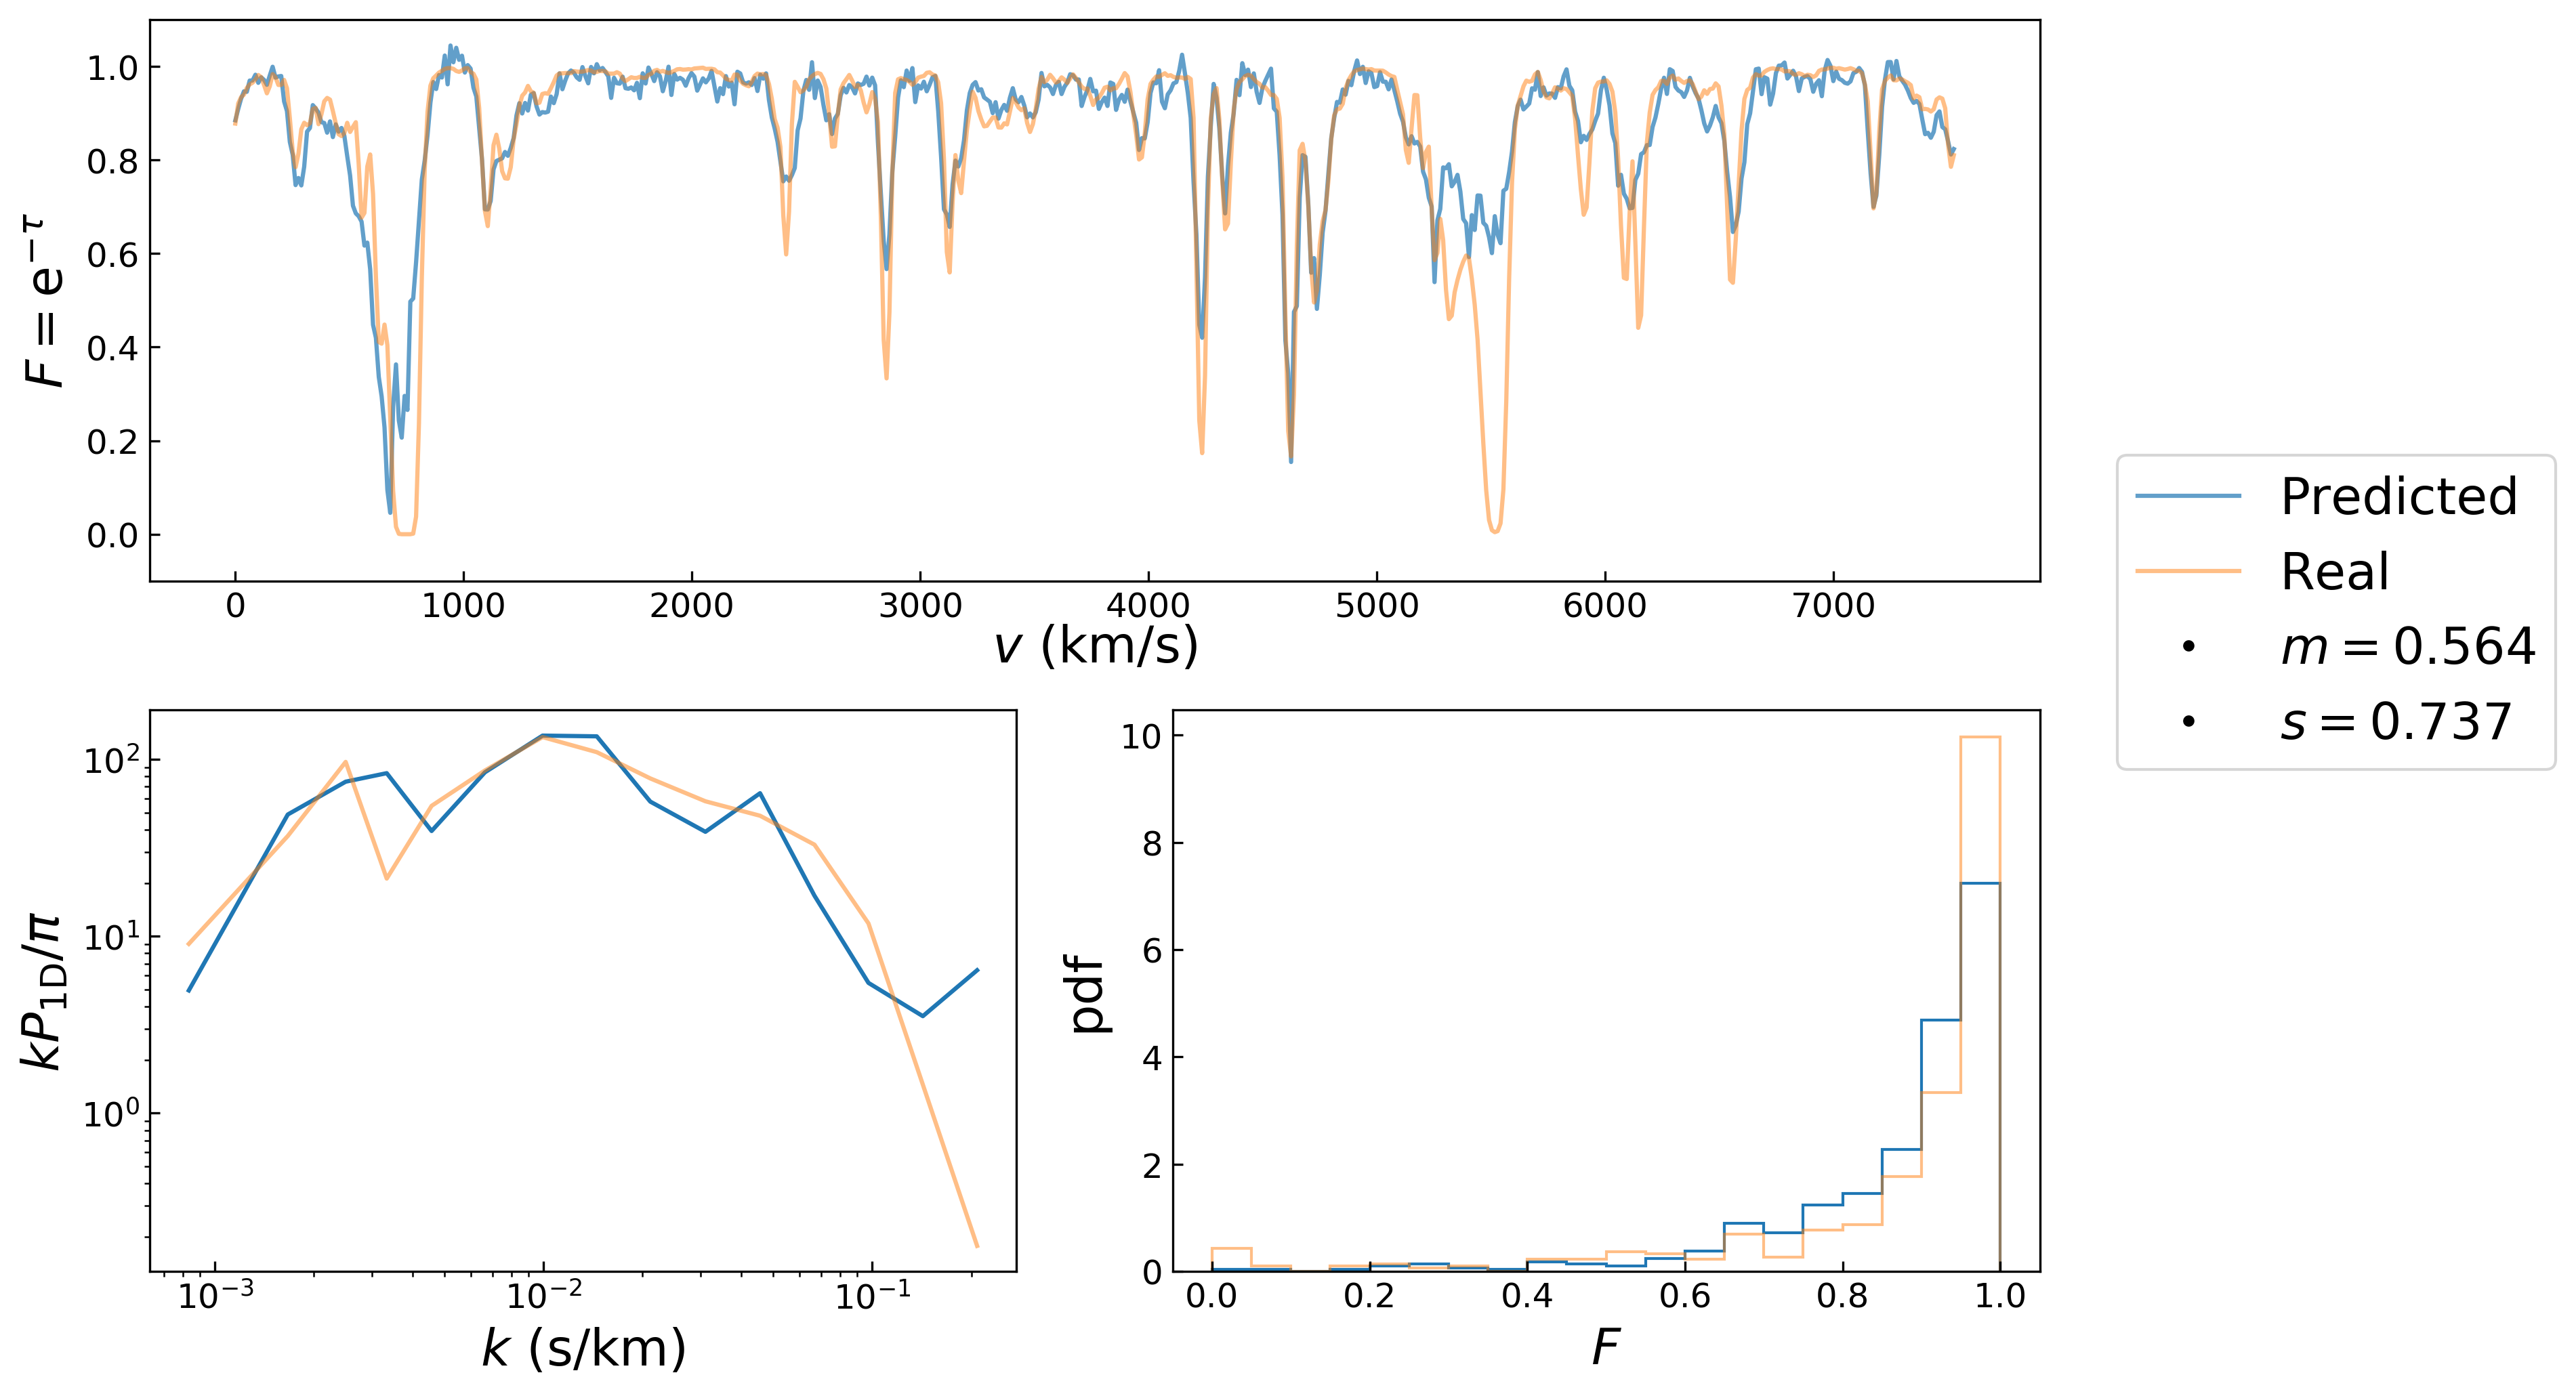 1.0
0.8
0.6
0.4
0.2
0.0
F = e^{−τ}
0 1000 2000 3000 4000 5000 6000 7000
v (km/s)
Predicted
Real
m = 0.564
s = 0.737
10^2
10^1
10^0
kP_{1D}/π
10^{−3} 10^{−2} 10^{−1}
k (s/km)
10
8
6
4
2
0
pdf
0.0 0.2 0.4 0.6 0.8 1.0
F